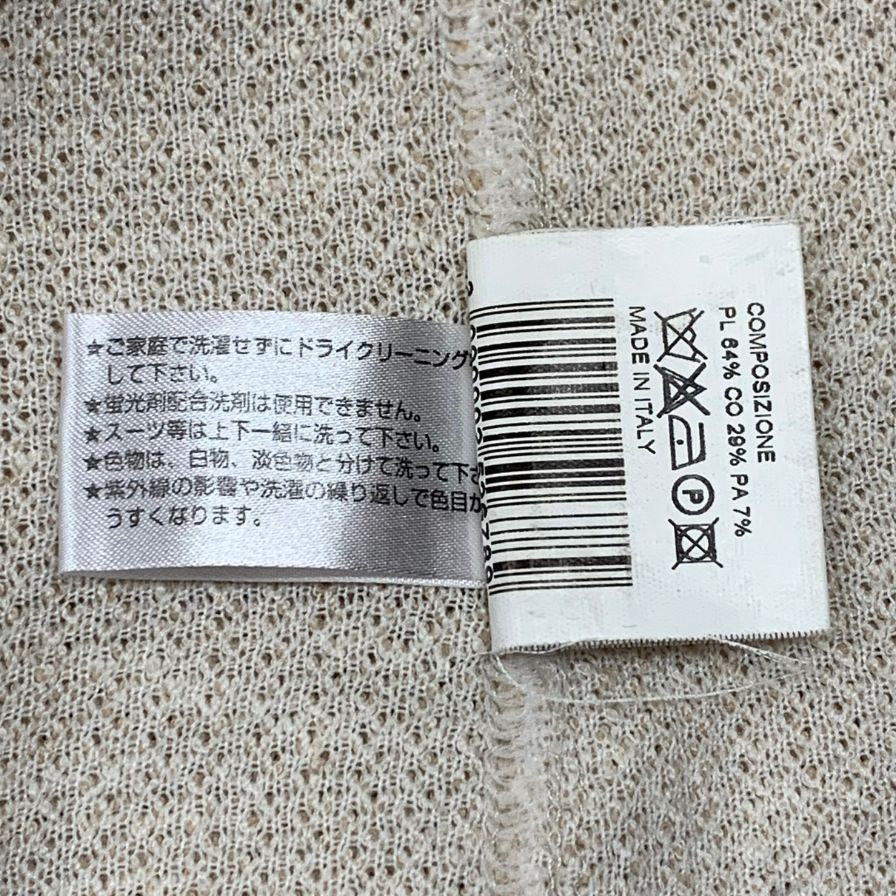 ★ご家庭で洗濯せずにドライクリーニング
して下さい。
★蛍光剤配合洗剤は使用できません。
★スーツ等は上下一緒に洗って下さい。
★色物は、白物、淡色物と分けて洗って下さ
★紫外線の影響や洗濯の繰り返しで色目が
うすくなります。
COMPOSIZIONE
PL 64% CO 29% PA 7%
P
MADE IN ITALY